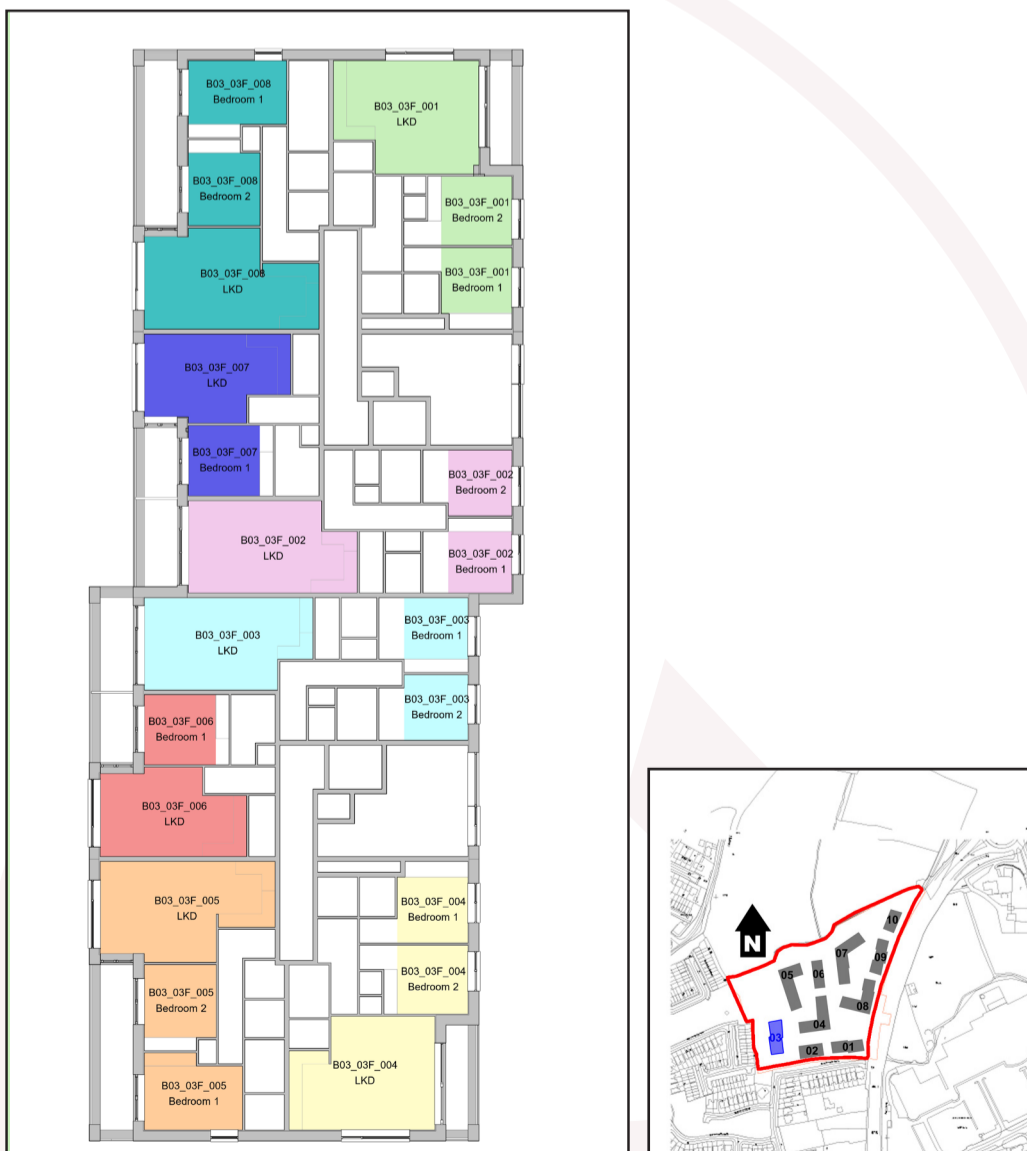 B03_03F_008
Bedroom 1
B03_03F_001
LKD
B03_03F_008
Bedroom 2
B03_03F_001
Bedroom 2
B03_03F_008
LKD
B03_03F_001
Bedroom 1
B03_03F_007
LKD
B03_03F_007
Bedroom 1
B03_03F_002
Bedroom 2
B03_03F_002
LKD
B03_03F_002
Bedroom 1
B03_03F_003
LKD
B03_03F_003
Bedroom 1
B03_03F_003
Bedroom 2
B03_03F_006
Bedroom 1
B03_03F_006
LKD
B03_03F_005
LKD
B03_03F_004
Bedroom 1
B03_03F_004
Bedroom 2
B03_03F_005
Bedroom 2
B03_03F_004
LKD
B03_03F_005
Bedroom 1
N
10
07
09
05
06
08
04
03
02
01